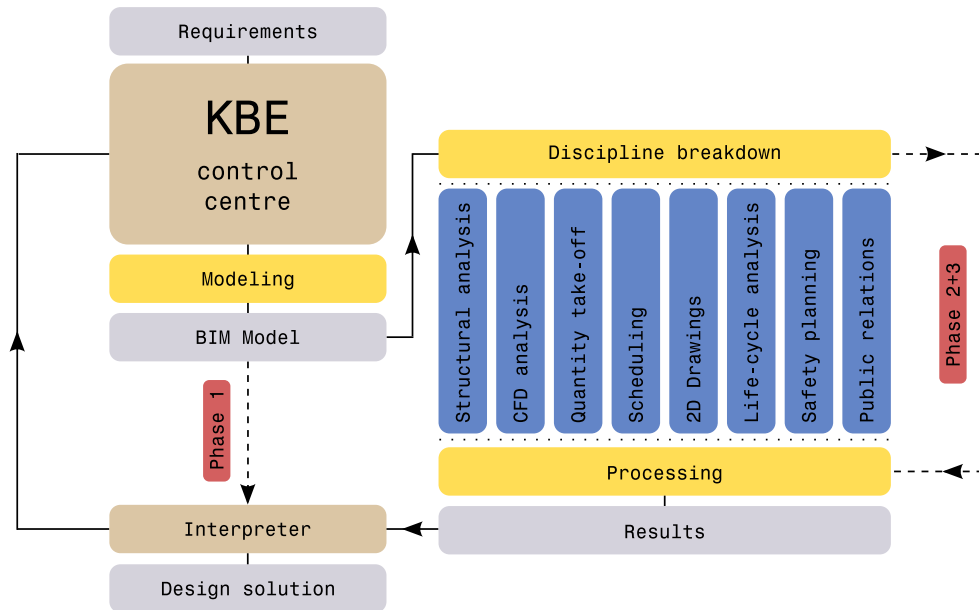 Requirements
KBE
control
centre
Modeling
BIM Model
Phase 1
Interpreter
Design solution
Discipline breakdown
Structural analysis
CFD analysis
Quantity take-off
Scheduling
2D Drawings
Life-cycle analysis
Safety planning
Public relations
Processing
Results
Phase 2+3